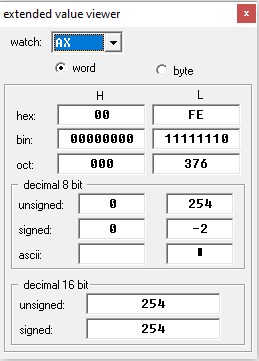 extended value viewer x
watch: AX
word byte
H L
hex: 00 FE
bin: 00000000 11111110
oct: 000 376
decimal 8 bit
unsigned: 0 254
signed: 0 -2
ascii: ■
decimal 16 bit
unsigned: 254
signed: 254